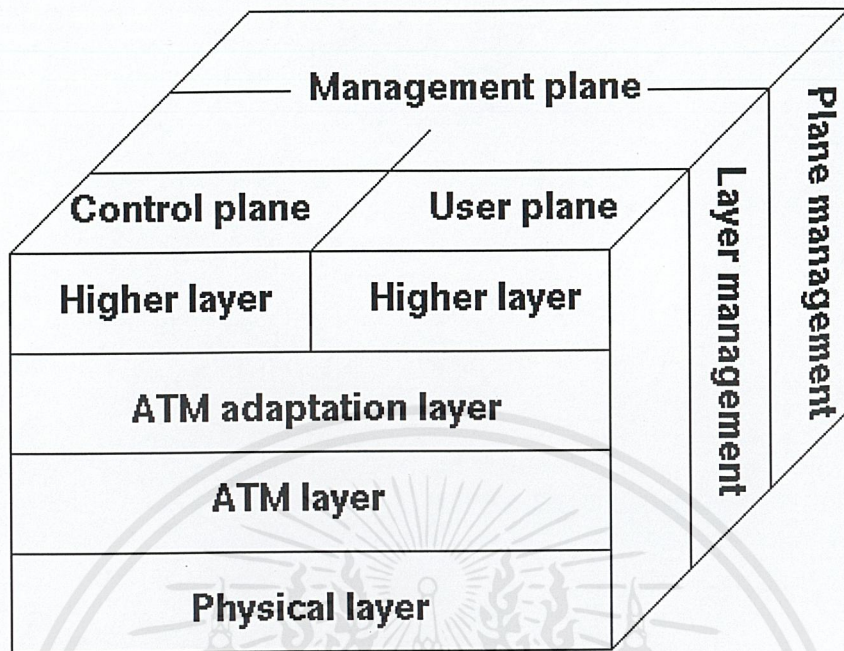 Management plane
Control plane
User plane
Higher layer
Higher layer
ATM adaptation layer
ATM layer
Physical layer
Layer management
Plane management